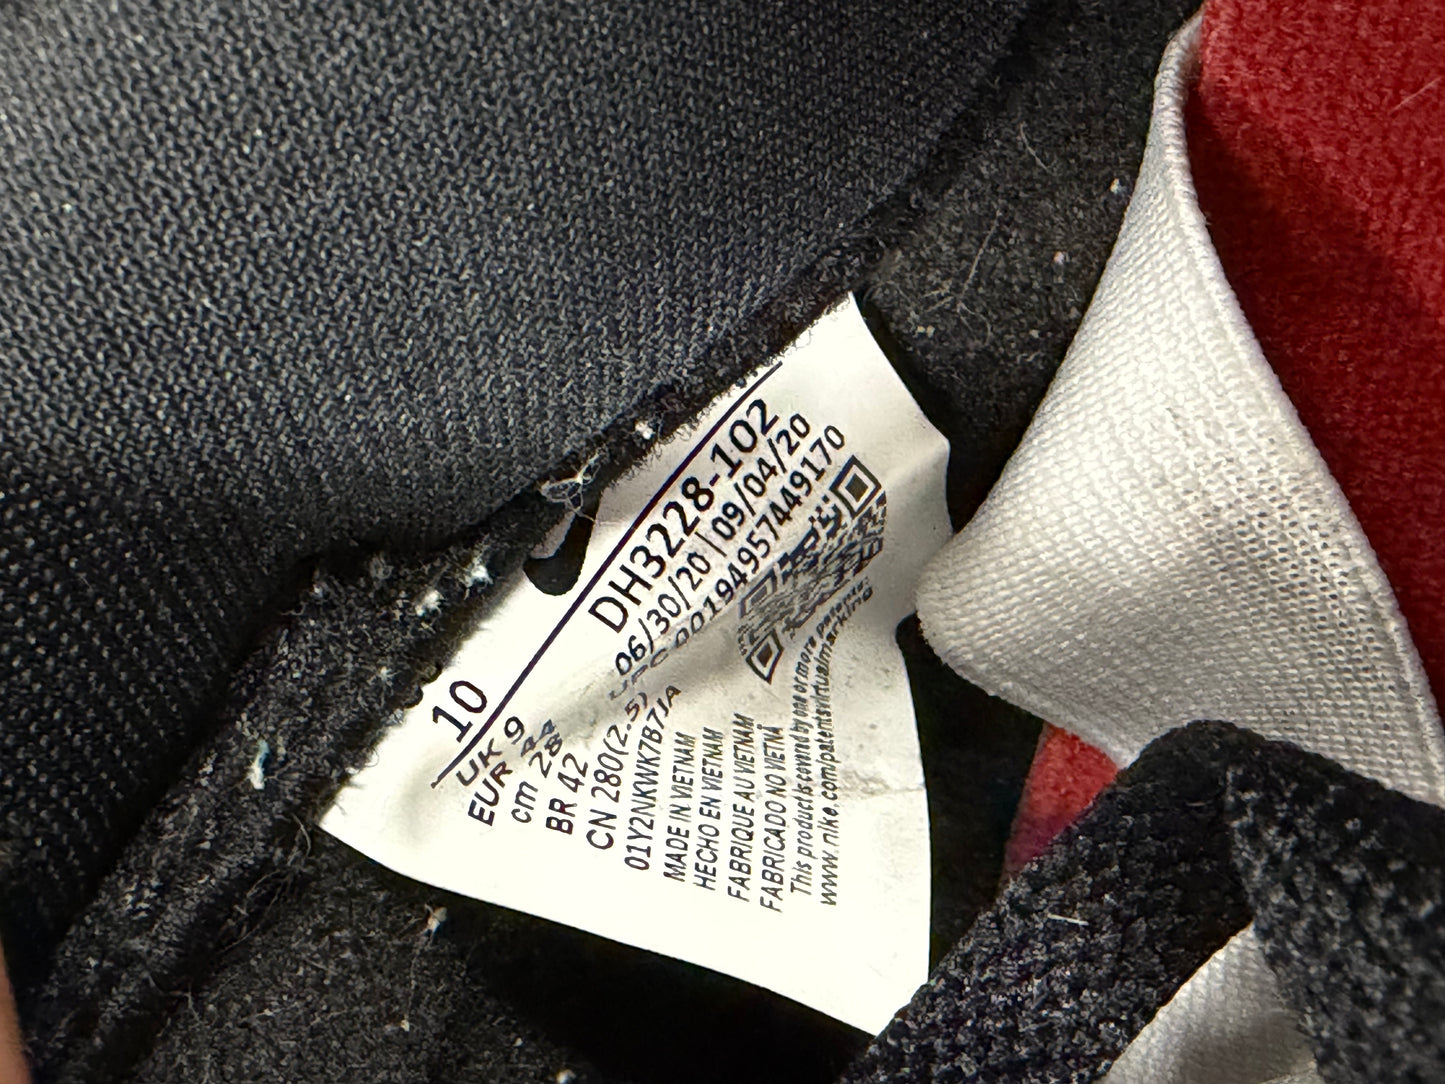 10
UK 9
EUR 44
cm 28
BR 42
CN 280(2.5)
DH3228-102
06/30/20 | 09/04/20
UPC 00194957449170
01Y2NKWK7B71A
MADE IN VIETNAM
HECHO EN VIETNAM
FABRIQUE AU VIETNAM
FABRICADO NO VIETNÃ
This product is covered by one or more patents:
www.nike.com/patentsvirtualmarking